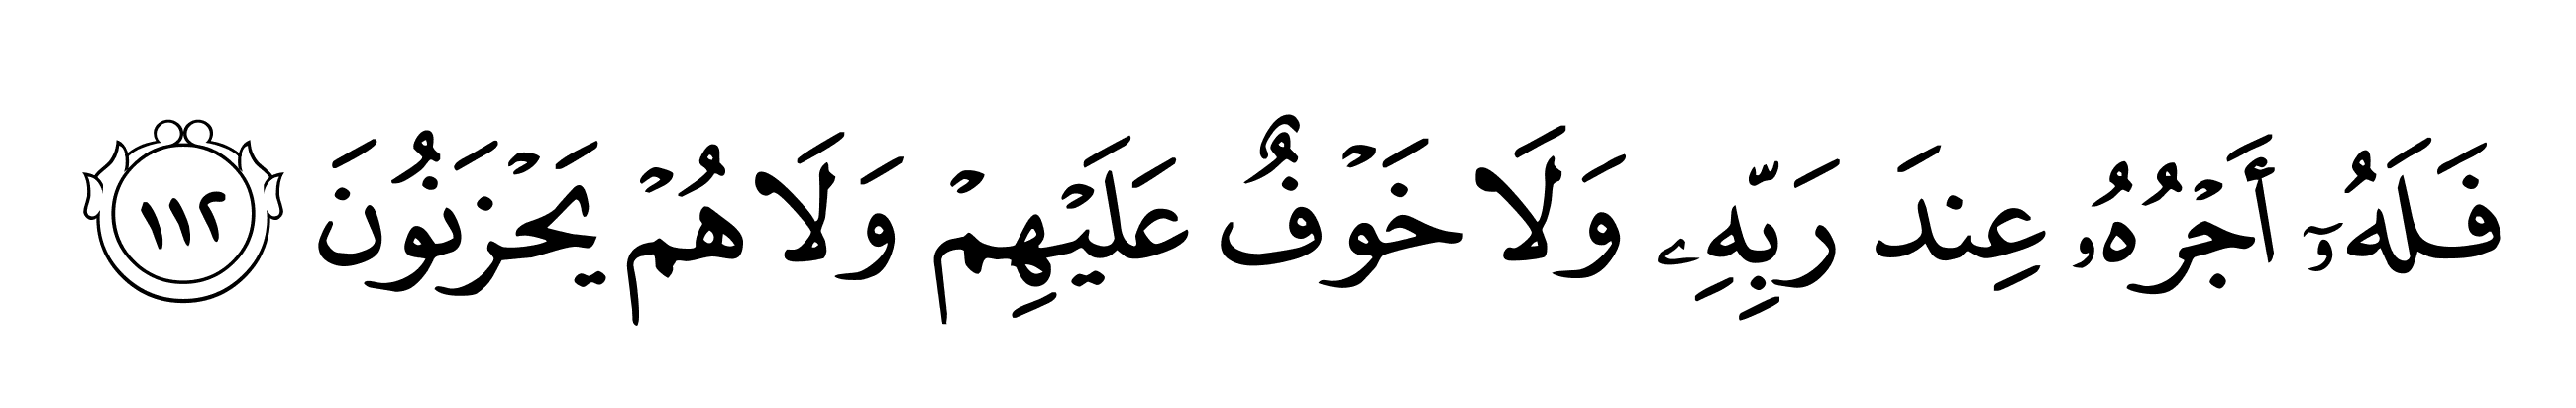 فَلَهُۥٓ أَجْرُهُۥ عِندَ رَبِّهِۦ وَلَا خَوْفٌ عَلَيْهِمْ وَلَا هُمْ يَحْزَنُونَ ١١٢